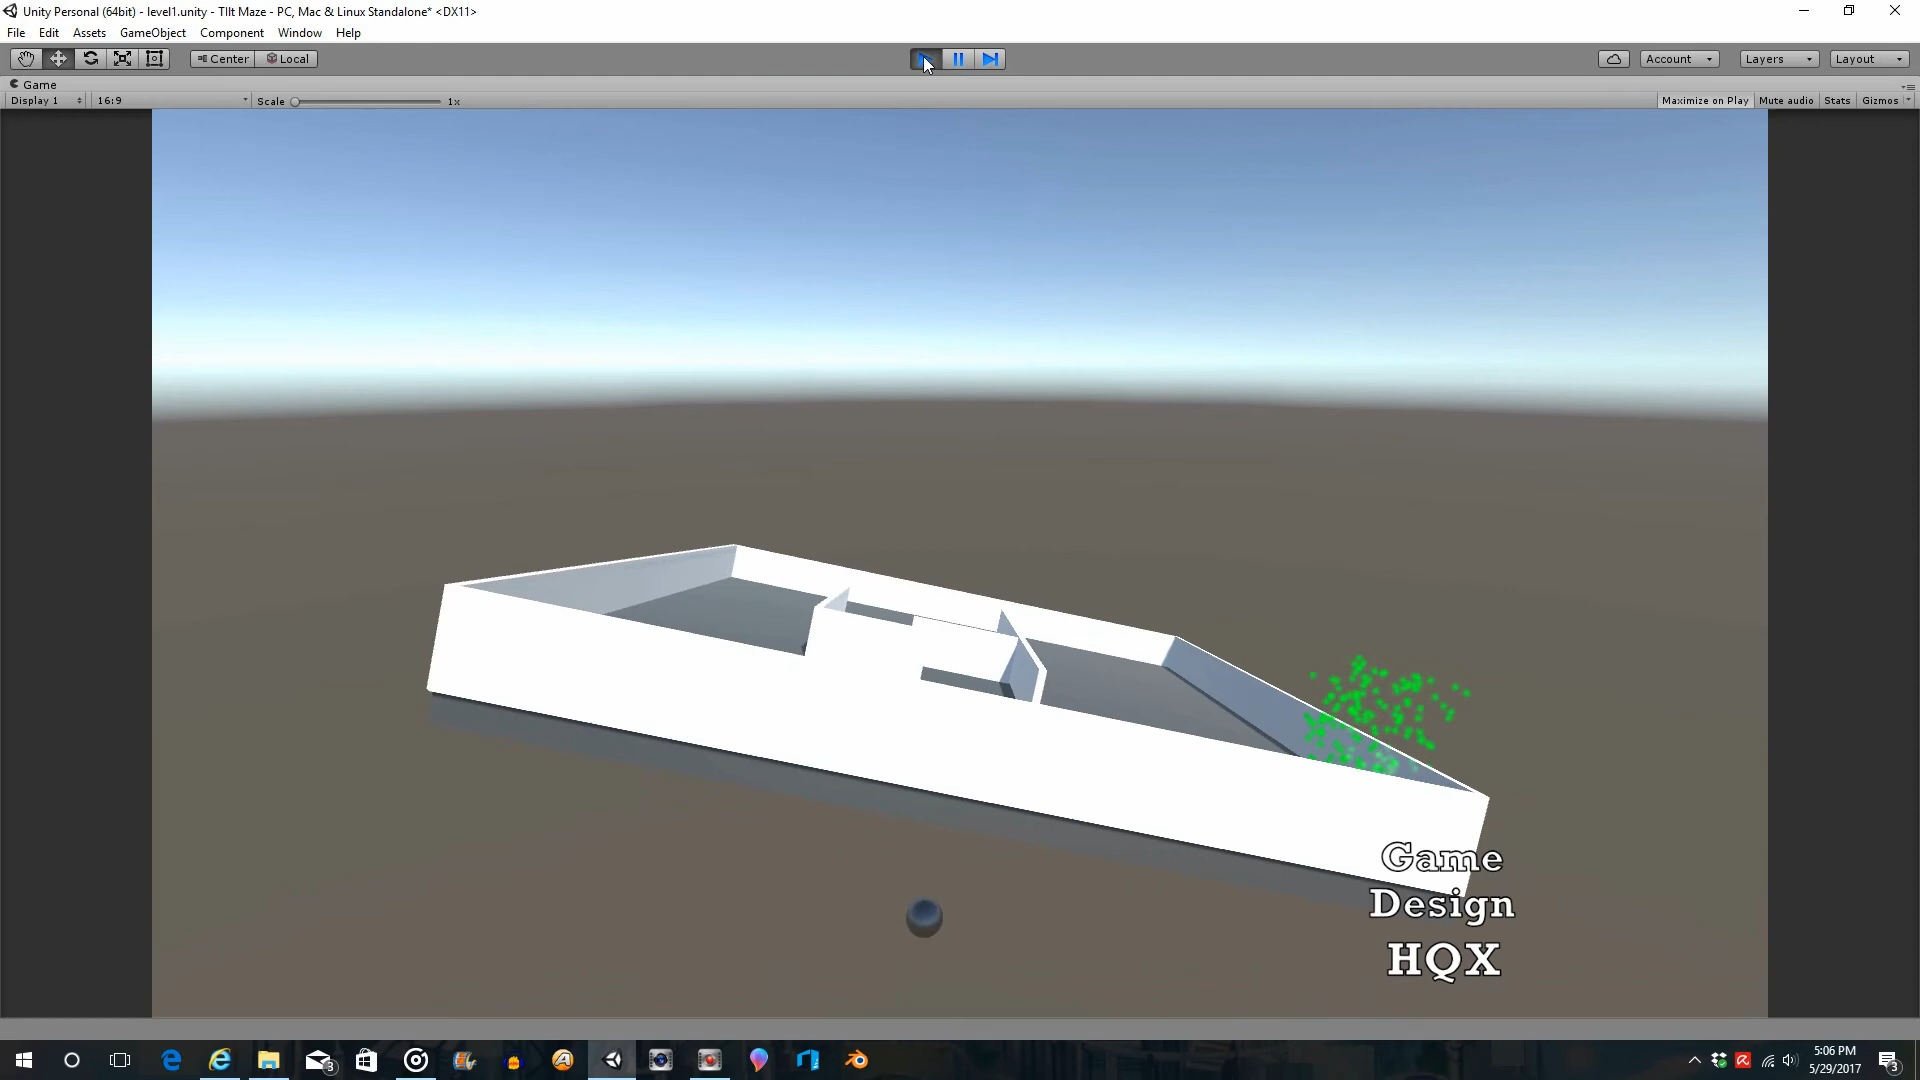 Unity Personal (64bit) - level1.unity - TIlt Maze - PC, Mac & Linux Standalone* <DX11>
File Edit Assets GameObject Component Window Help
Center Local Account Layers Layout
Game
Display 1 16:9 Scale 1x Maximize on Play Mute audio Stats Gizmos
Game
Design
HQX
3
5:06 PM
5/29/2017
3